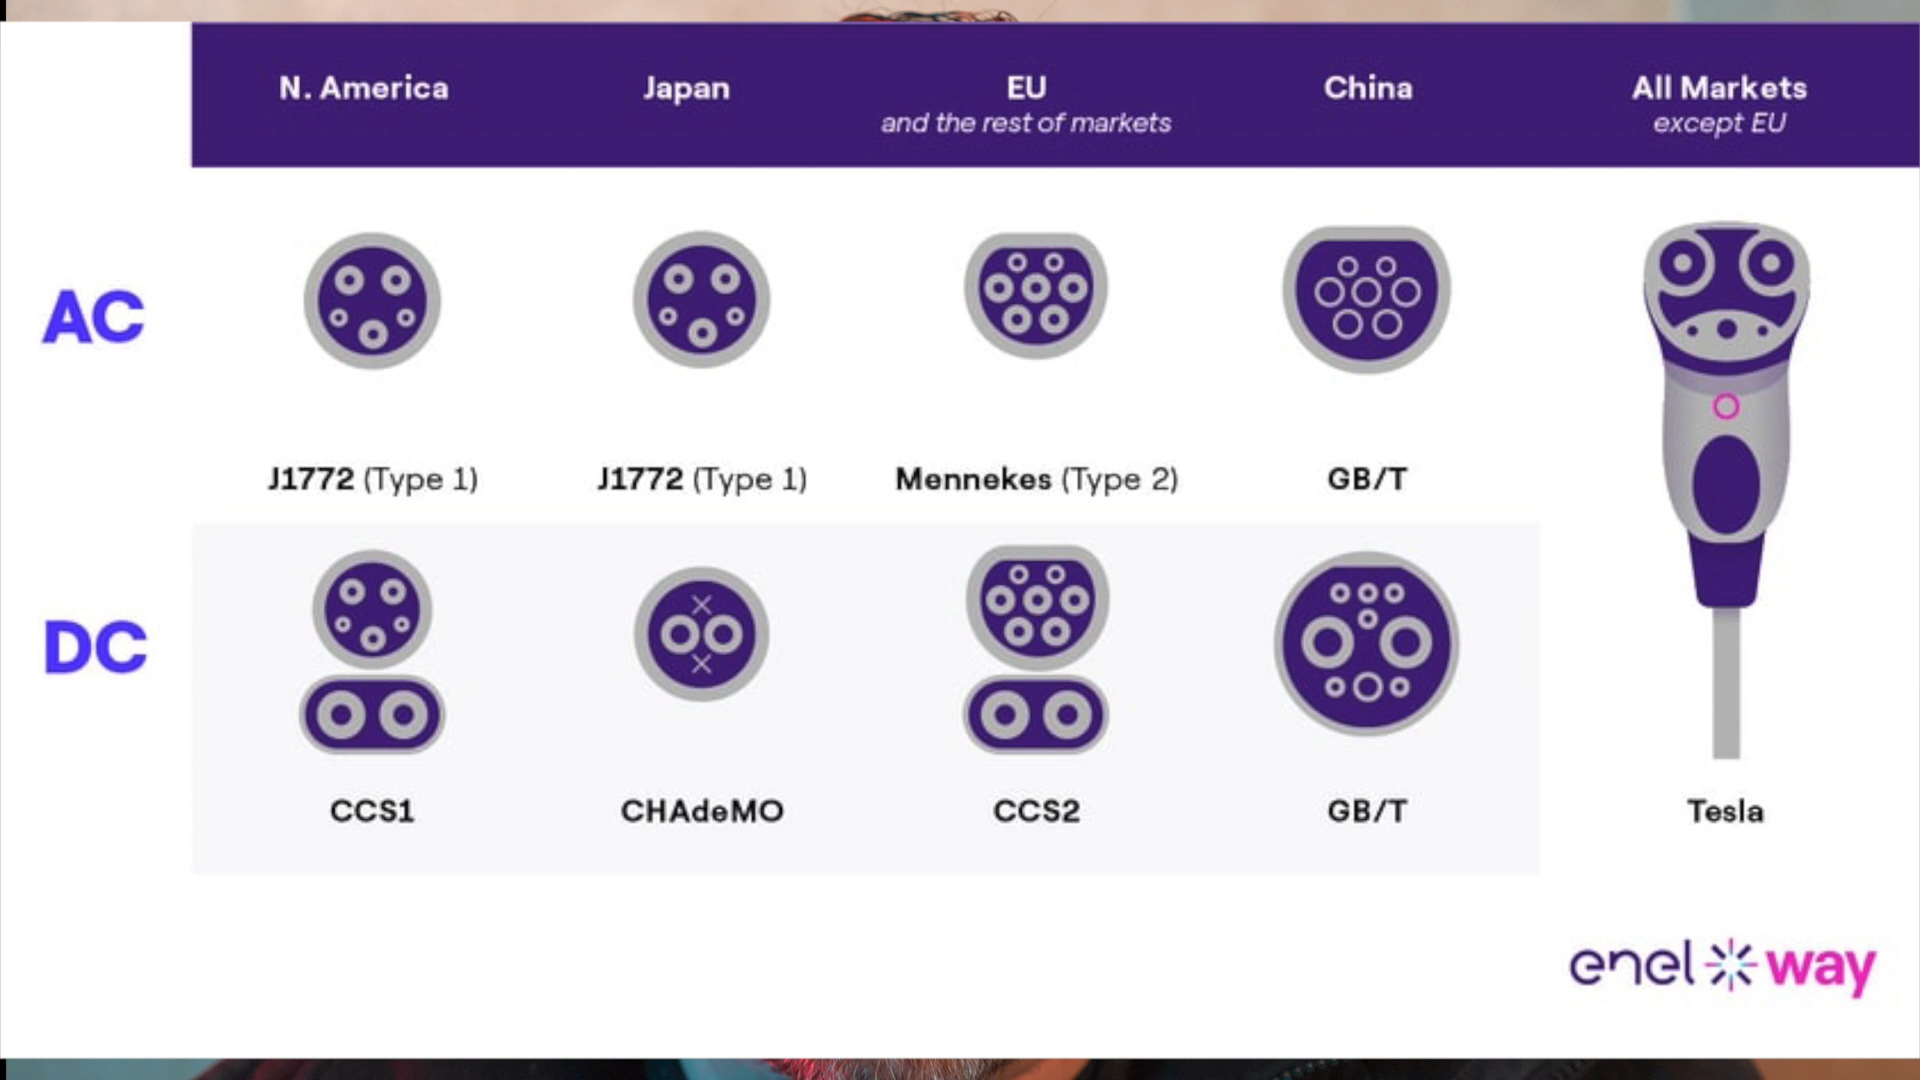 N. America
Japan
EU
and the rest of markets
China
All Markets
except EU
AC
J1772 (Type 1)
J1772 (Type 1)
Mennekes (Type 2)
GB/T
DC
CCS1
CHAdeMO
CCS2
GB/T
Tesla
enel way